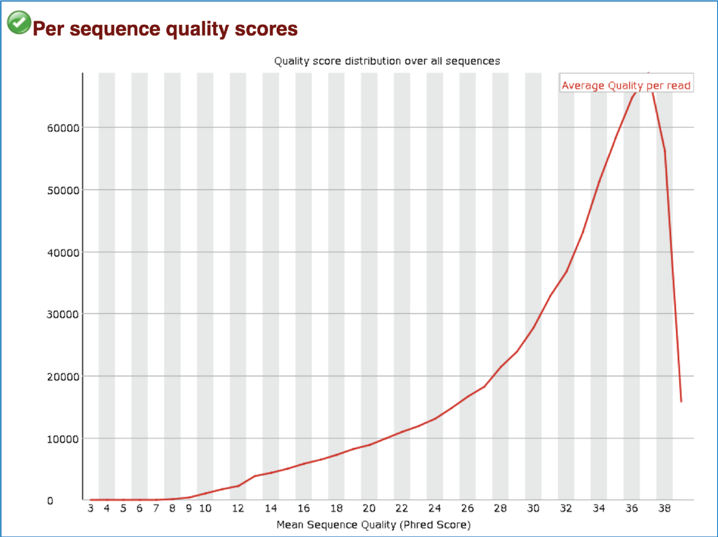 Per sequence quality scores
Quality score distribution over all sequences
Average Quality per read
60000
50000
40000
30000
20000
10000
0
3 4 5 6 7 8 9 10 12 14 16 18 20 22 24 26 28 30 32 34 36 38
Mean Sequence Quality (Phred Score)